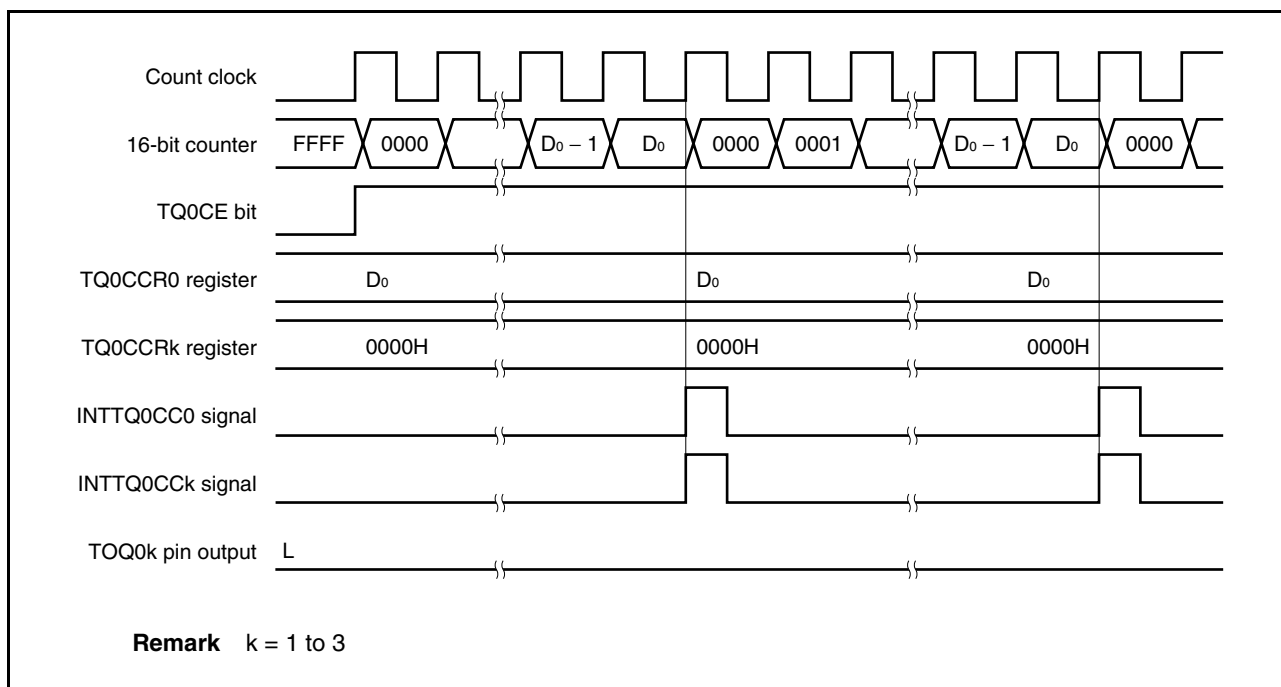 Count clock
16-bit counter FFFF 0000 D₀ − 1 D₀ 0000 0001 D₀ − 1 D₀ 0000
TQ0CE bit
TQ0CCR0 register D₀ D₀ D₀
TQ0CCRk register 0000H 0000H 0000H
INTTQ0CC0 signal
INTTQ0CCk signal
TOQ0k pin output L
Remark k = 1 to 3